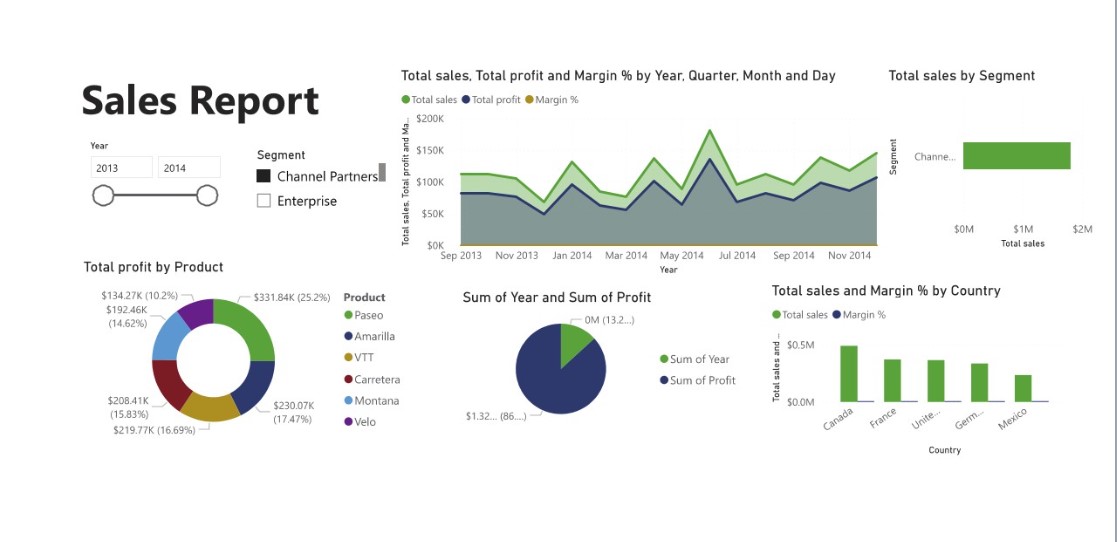 Sales Report
Year
2013 2014
Segment
Channel Partners
Enterprise
Total sales, Total profit and Margin % by Year, Quarter, Month and Day
Total sales Total profit Margin %
Total sales, Total profit and Ma...
$200K
$150K
$100K
$50K
$0K
Sep 2013 Nov 2013 Jan 2014 Mar 2014 May 2014 Jul 2014 Sep 2014 Nov 2014
Year
Total sales by Segment
Segment
Channe...
$0M $1M $2M
Total sales
Total profit by Product
$134.27K (10.2%)
$192.46K
(14.62%)
$331.84K (25.2%)
$208.41K
(15.83%)
$230.07K
(17.47%)
$219.77K (16.69%)
Product
Paseo
Amarilla
VTT
Carretera
Montana
Velo
Sum of Year and Sum of Profit
0M (13.2...)
$1.32... (86....)
Sum of Year
Sum of Profit
Total sales and Margin % by Country
Total sales Margin %
Total sales and ...
$0.5M
$0.0M
Canada France Unite... Germ... Mexico
Country